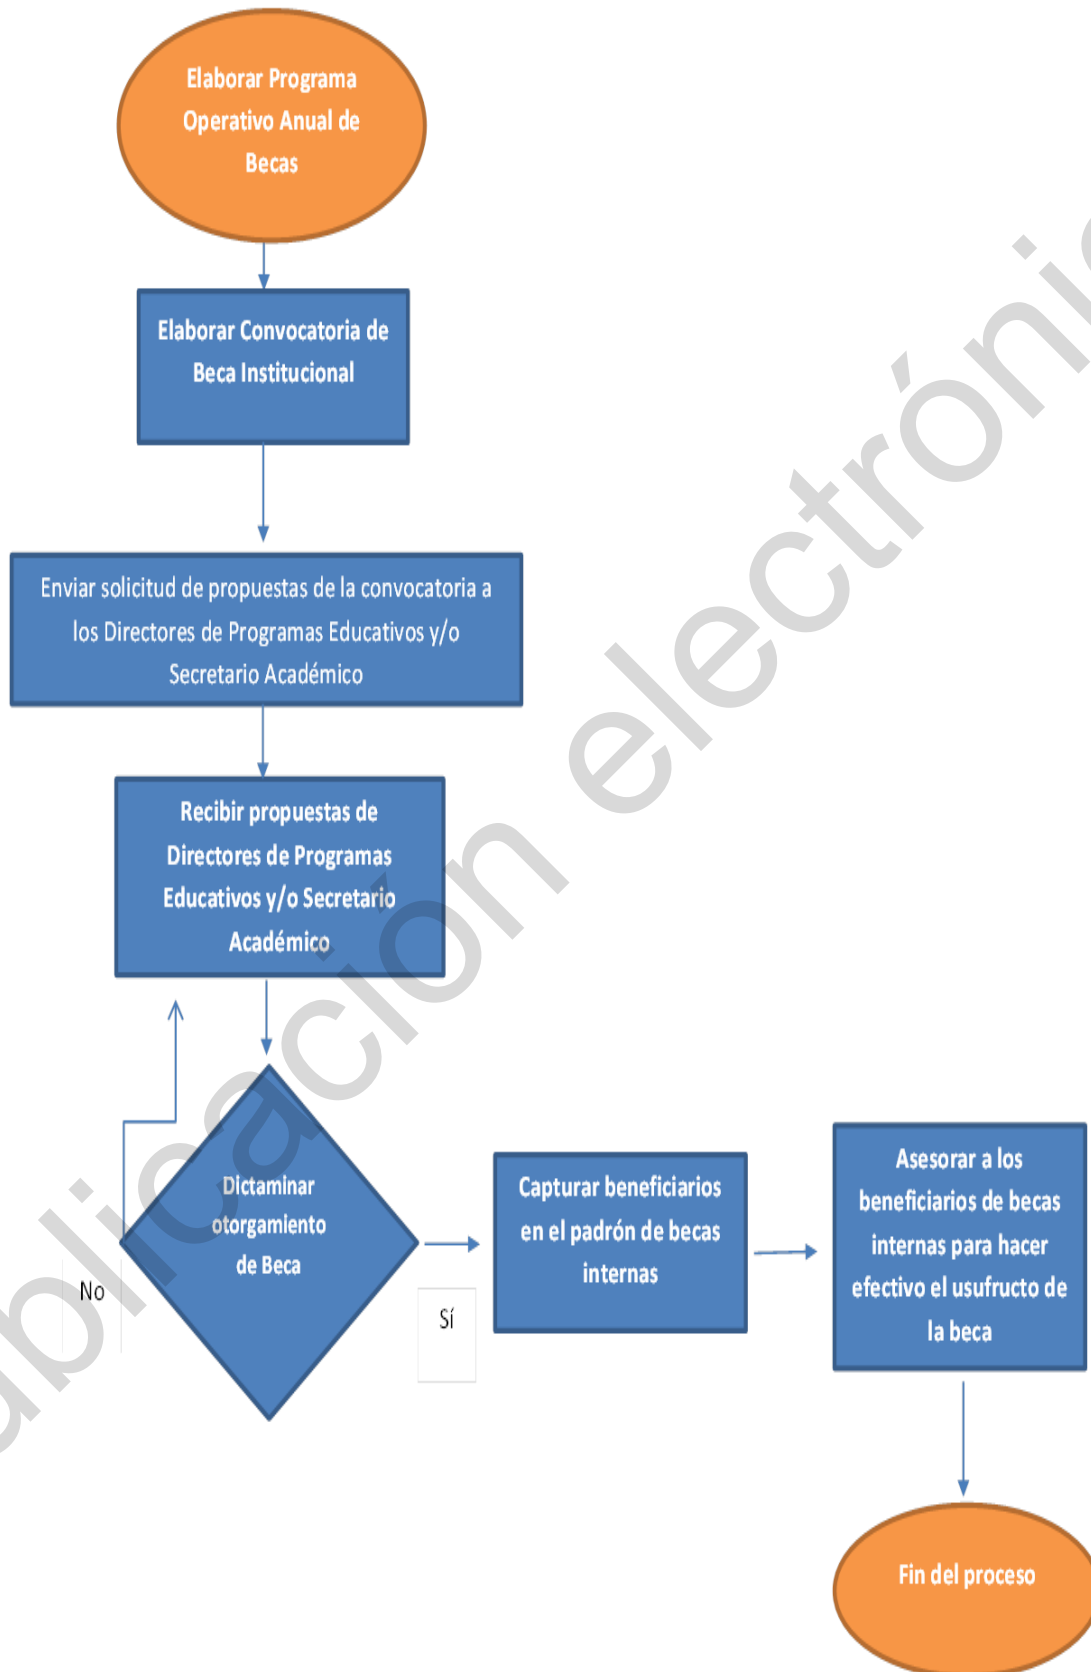 Elaborar Programa
Operativo Anual de
Becas
Elaborar Convocatoria de
Beca Institucional
Enviar solicitud de propuestas de la convocatoria a
los Directores de Programas Educativos y/o
Secretario Académico
Recibir propuestas de
Directores de Programas
Educativos y/o Secretario
Académico
Dictaminar
otorgamiento
de Beca
No
Sí
Capturar beneficiarios
en el padrón de becas
internas
Asesorar a los
beneficiarios de becas
internas para hacer
efectivo el usufructo de
la beca
Fin del proceso
ublicación electrónic